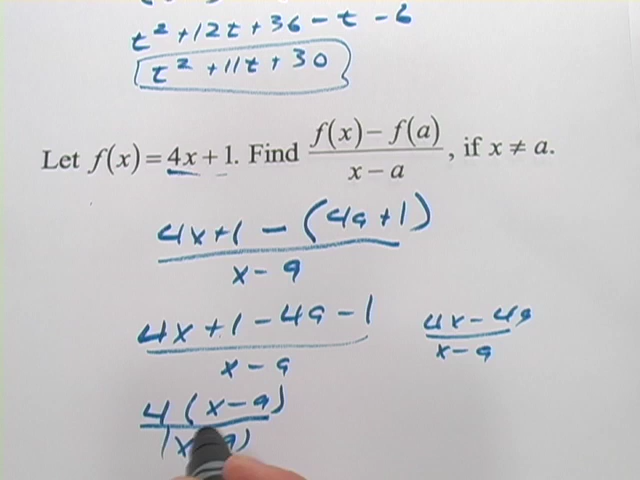 t² + 12t + 36 - t - 6
t² + 11t + 30
Let f(x) = 4x + 1. Find (f(x) − f(a))/(x − a), if x ≠ a.
4x+1 - (4a+1)
x - a
4x + 1 - 4a - 1
x - a
4x - 4a
x - a
4 (x - a)
(x a)